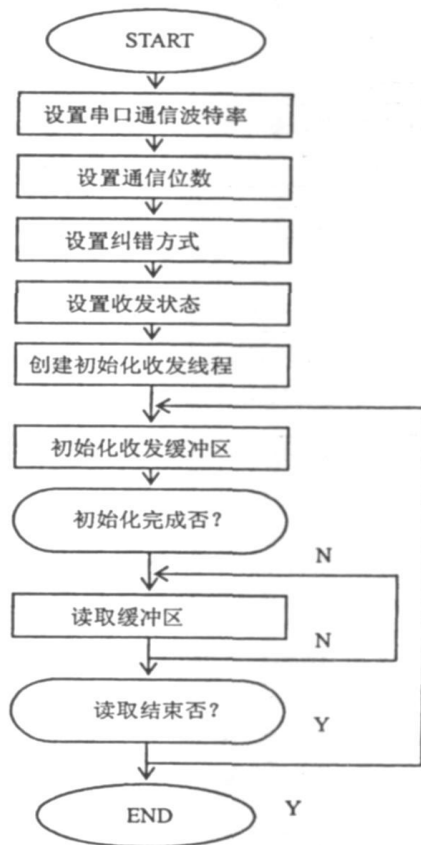 START
设置串口通信波特率
设置通信位数
设置纠错方式
设置收发状态
创建初始化收发线程
初始化收发缓冲区
初始化完成否？
N
读取缓冲区
N
读取结束否？
Y
END
Y